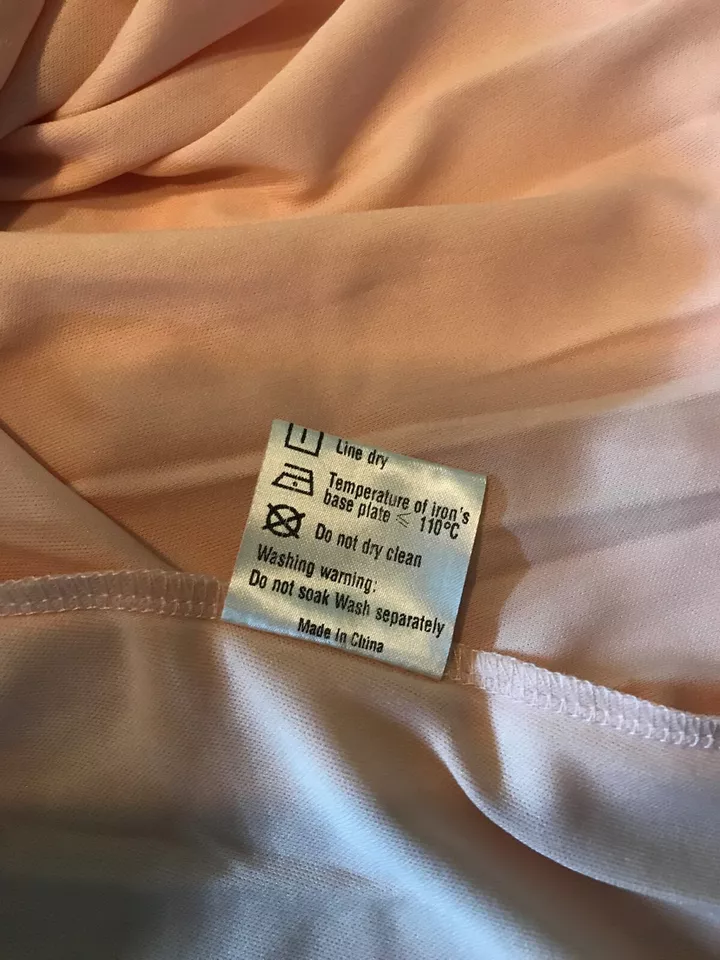 Line dry
Temperature of iron's
base plate ⩽ 110°C
Do not dry clean
Washing warning:
Do not soak Wash separately
Made in China